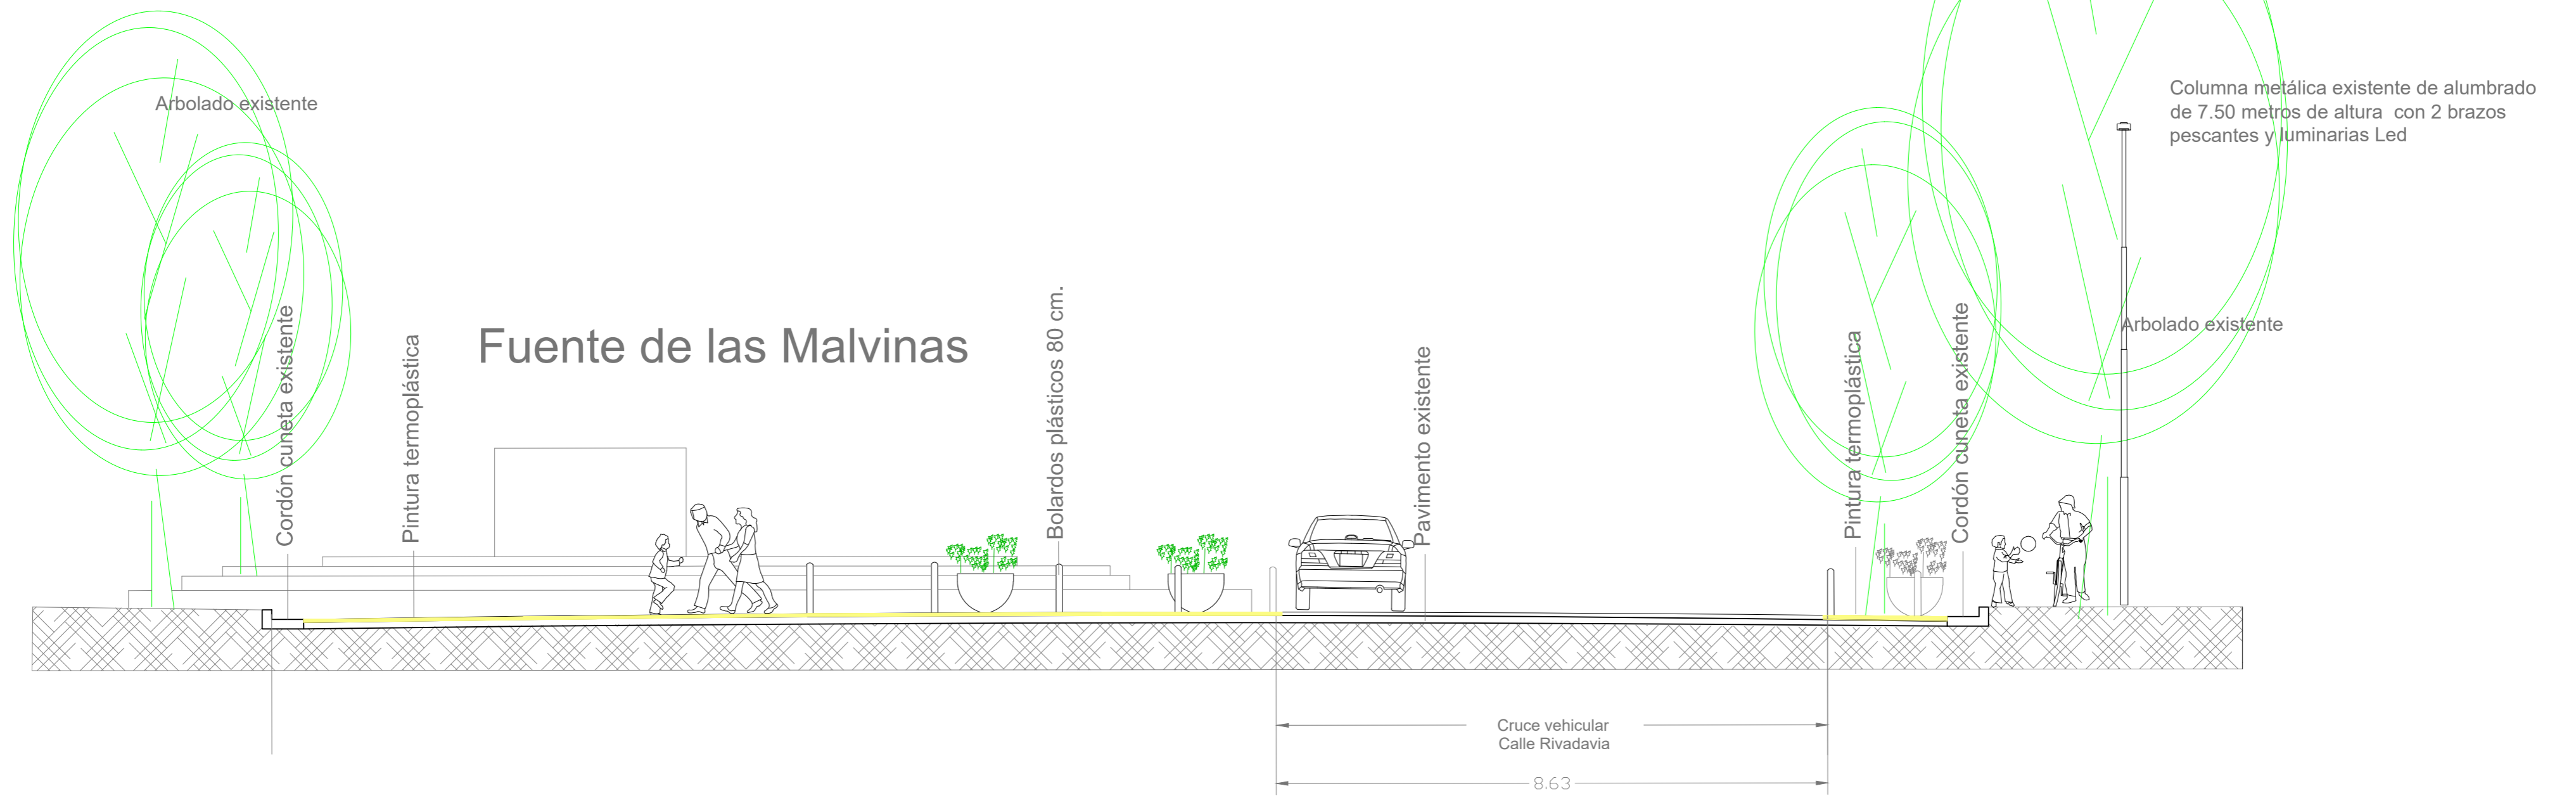 Arbolado existente
Columna metálica existente de alumbrado
de 7.50 metros de altura con 2 brazos
pescantes y luminarias Led
Cordón cuneta existente
Pintura termoplástica
Fuente de las Malvinas
Bolardos plásticos 80 cm.
Pavimento existente
Pintura termoplástica
Cordón cuneta existente
Arbolado existente
Cruce vehicular
Calle Rivadavia
8.63